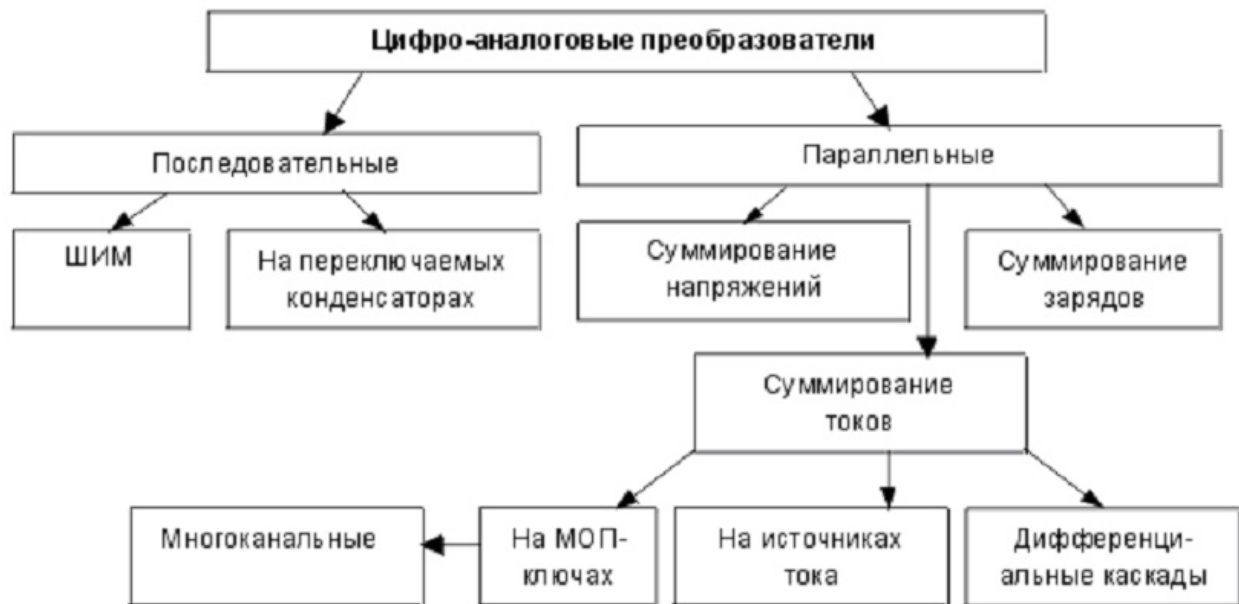 Цифро-аналоговые преобразователи
Последовательные
Параллельные
ШИМ
На переключаемых
конденсаторах
Суммирование
напряжений
Суммирование
зарядов
Суммирование
токов
Многоканальные
На МОП-
ключах
На источниках
тока
Дифференци-
альные каскады